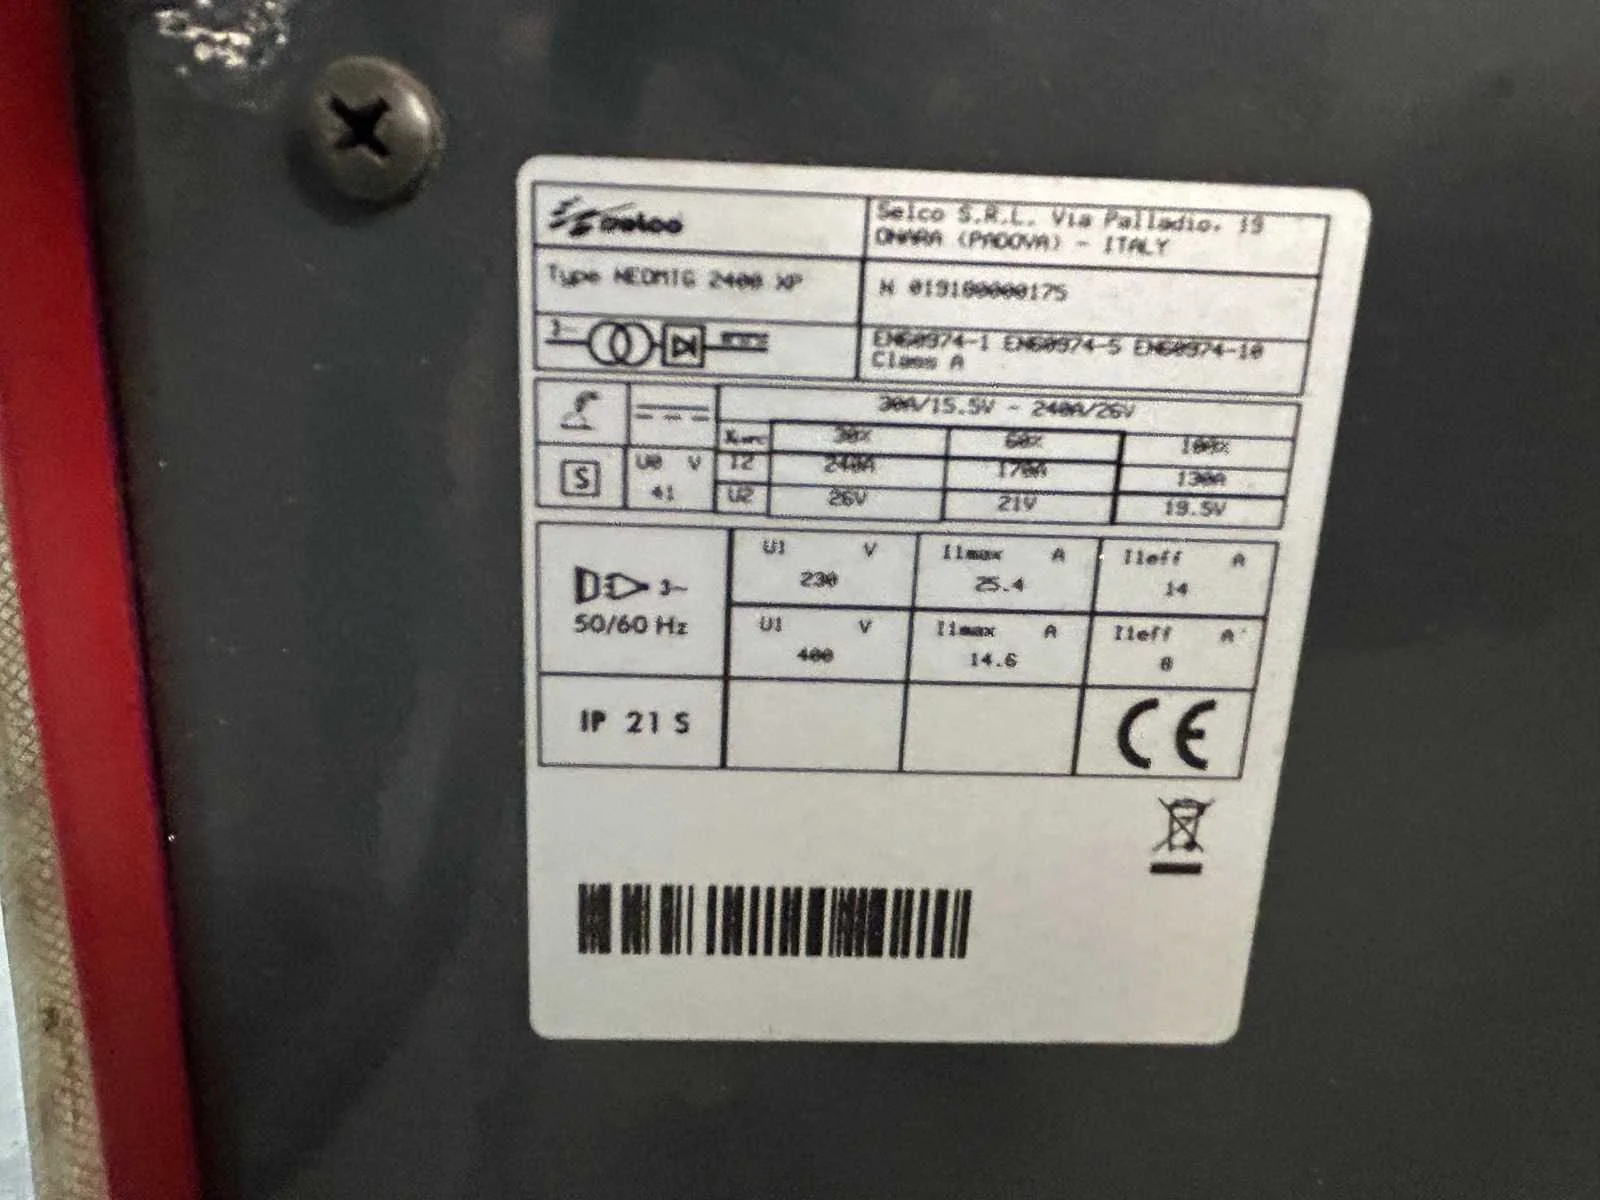 Selco
Selco S.R.L. Via Palladio. 19
ONARA (PADOVA) - ITALY
Type NEOMIG 2400 XP
N 019180000175
3~
EN60974-1 EN60974-5 EN60974-10
Class A
30A/15.5V - 240A/26V
30% 60% 100%
S
U0 V
41
I2 240A 170A 130A
U2 26V 21V 19.5V
3~
50/60 Hz
U1 V
230
I1max A
25.4
I1eff A
14
U1 V
400
I1max A
14.6
I1eff A
8
IP 21 S
CE